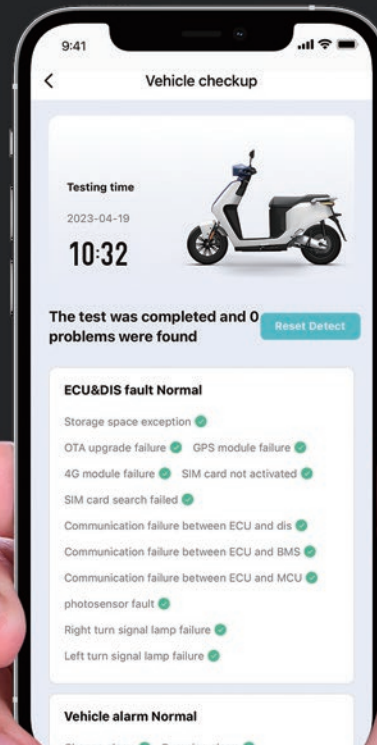 9:41
Vehicle checkup
Testing time
2023-04-19
10:32
The test was completed and 0
problems were found
Reset Detect
ECU&DIS fault Normal
Storage space exception
OTA upgrade failure GPS module failure
4G module failure SIM card not activated
SIM card search failed
Communication failure between ECU and dis
Communication failure between ECU and BMS
Communication failure between ECU and MCU
photosensor fault
Right turn signal lamp failure
Left turn signal lamp failure
Vehicle alarm Normal